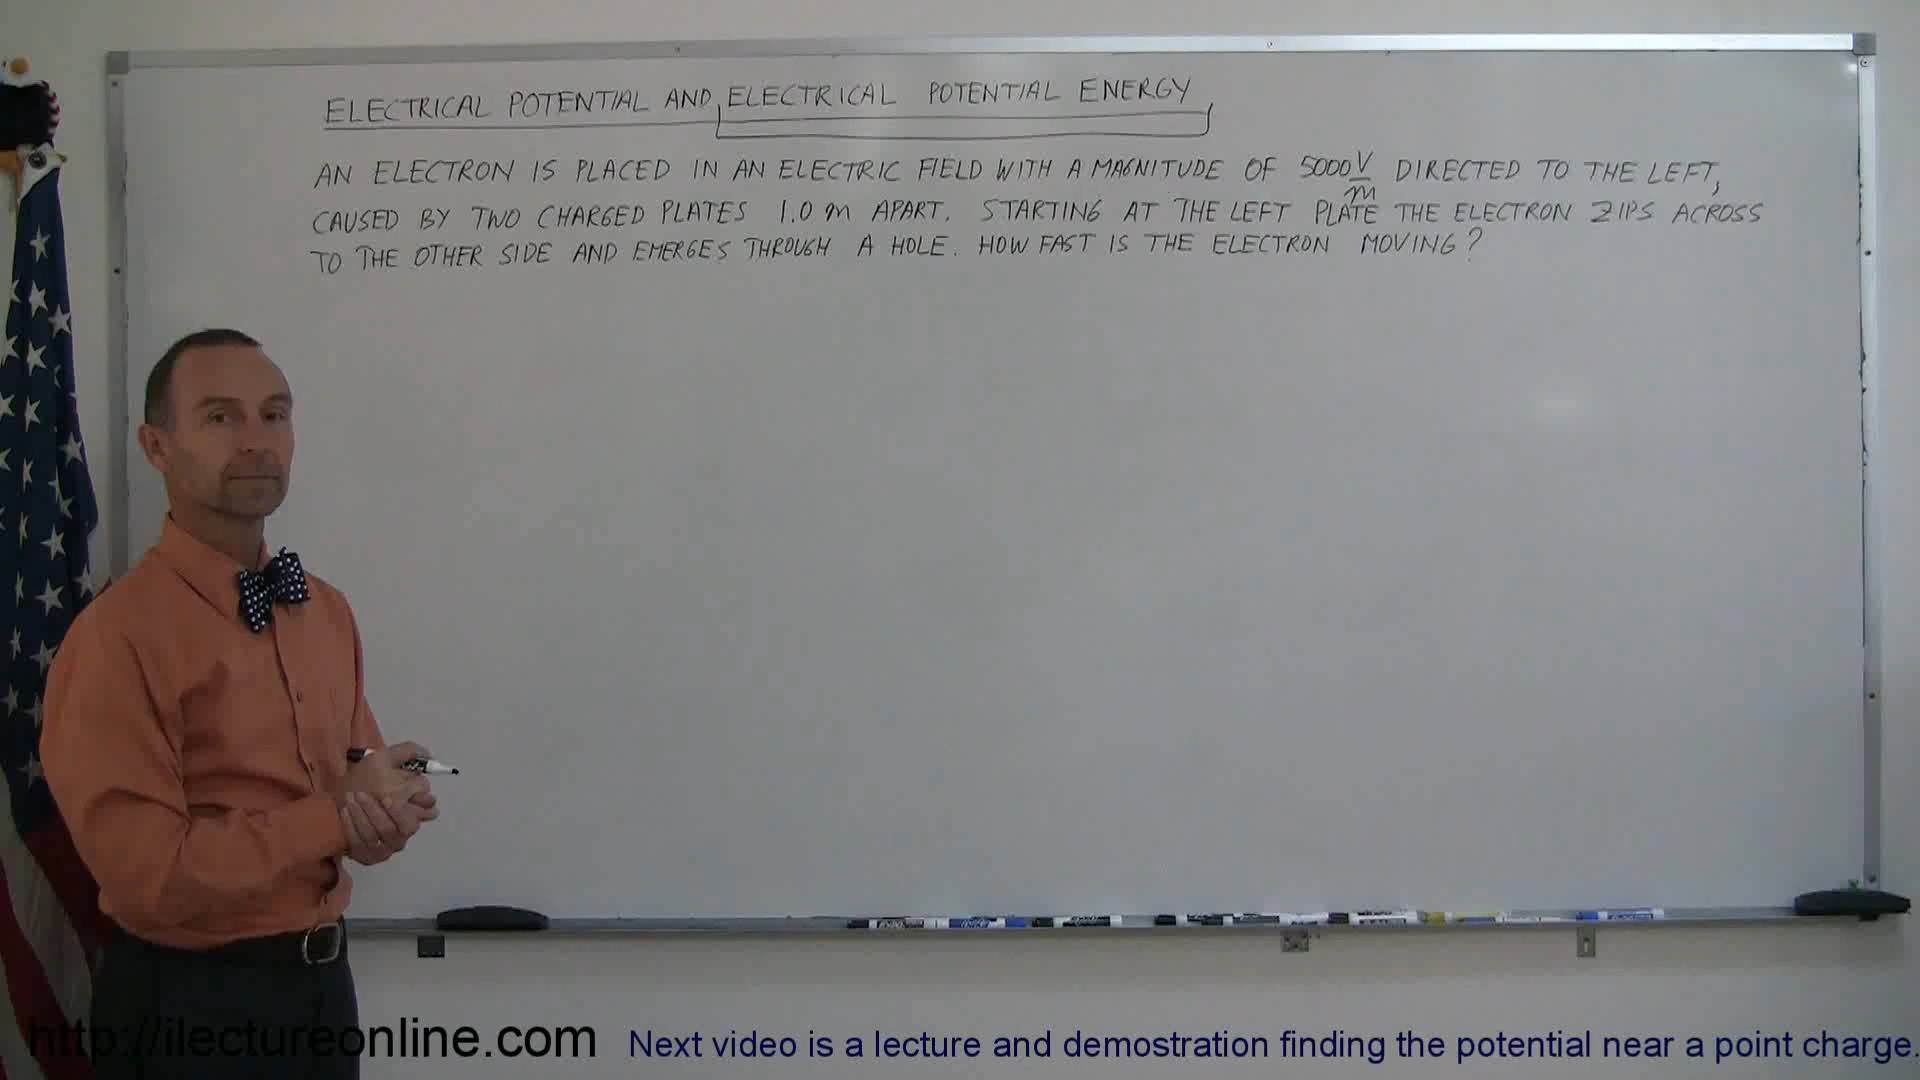 ELECTRICAL POTENTIAL AND ELECTRICAL POTENTIAL ENERGY
AN ELECTRON IS PLACED IN AN ELECTRIC FIELD WITH A MAGNITUDE OF 5000 V/m DIRECTED TO THE LEFT,
CAUSED BY TWO CHARGED PLATES 1.0 m APART. STARTING AT THE LEFT PLATE THE ELECTRON ZIPS ACROSS
TO THE OTHER SIDE AND EMERGES THROUGH A HOLE. HOW FAST IS THE ELECTRON MOVING?
http://ilectureonline.com Next video is a lecture and demostration finding the potential near a point charge.